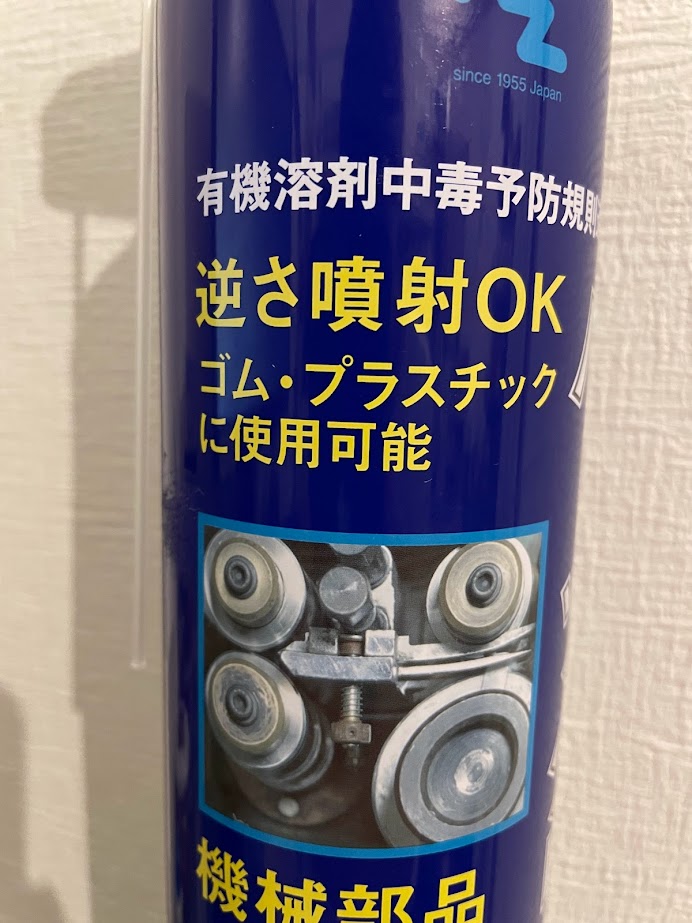 since 1955 Japan
有機溶剤中毒予防規則
逆さ噴射OK
ゴム・プラスチック
に使用可能
機械部品